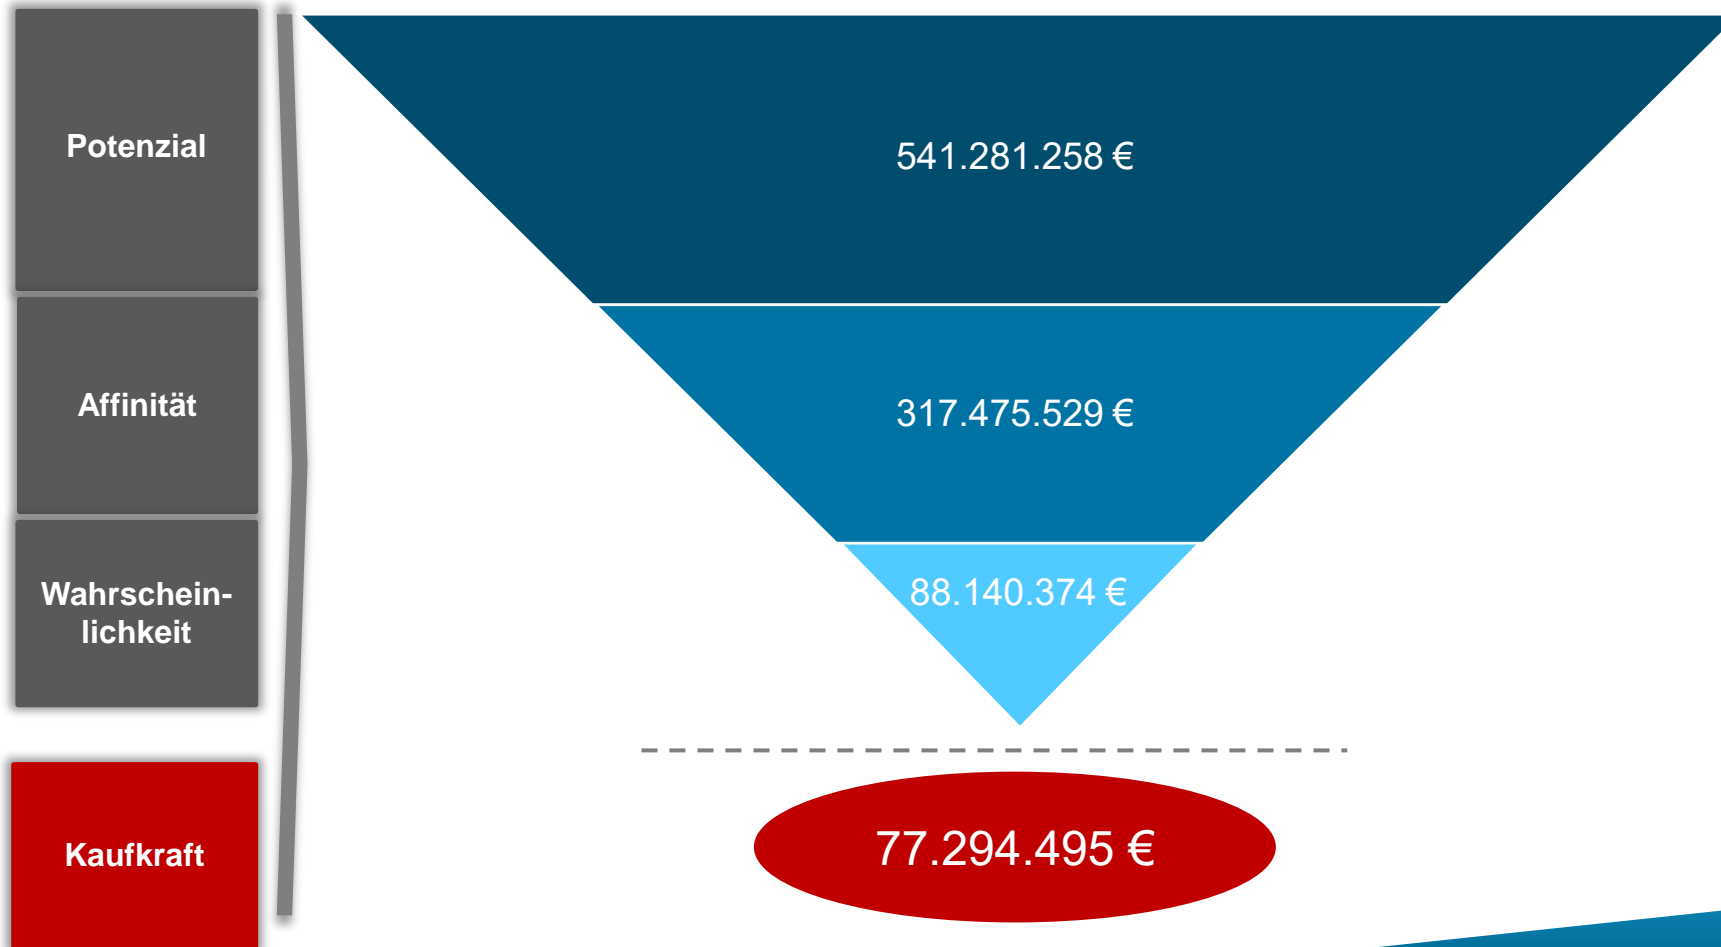 Potenzial
541.281.258 €
Affinität
317.475.529 €
Wahrschein-
lichkeit
88.140.374 €
Kaufkraft
77.294.495 €